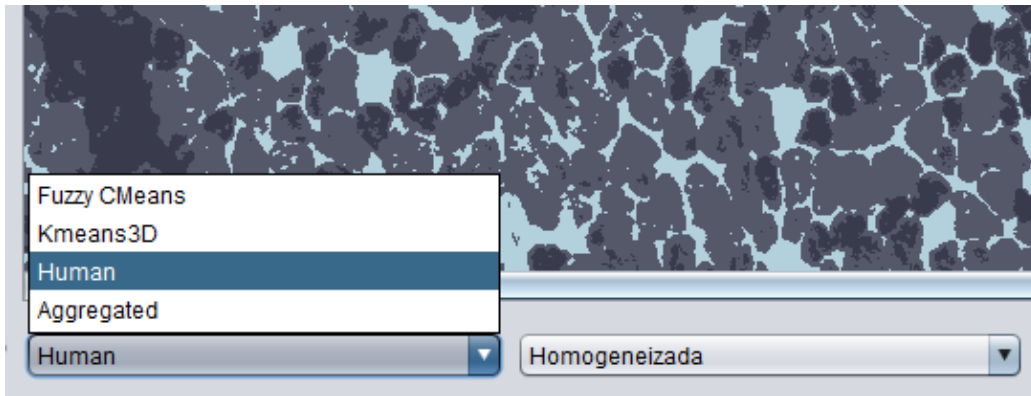 Fuzzy CMeans
Kmeans3D
Human
Aggregated
Human
Homogeneizada